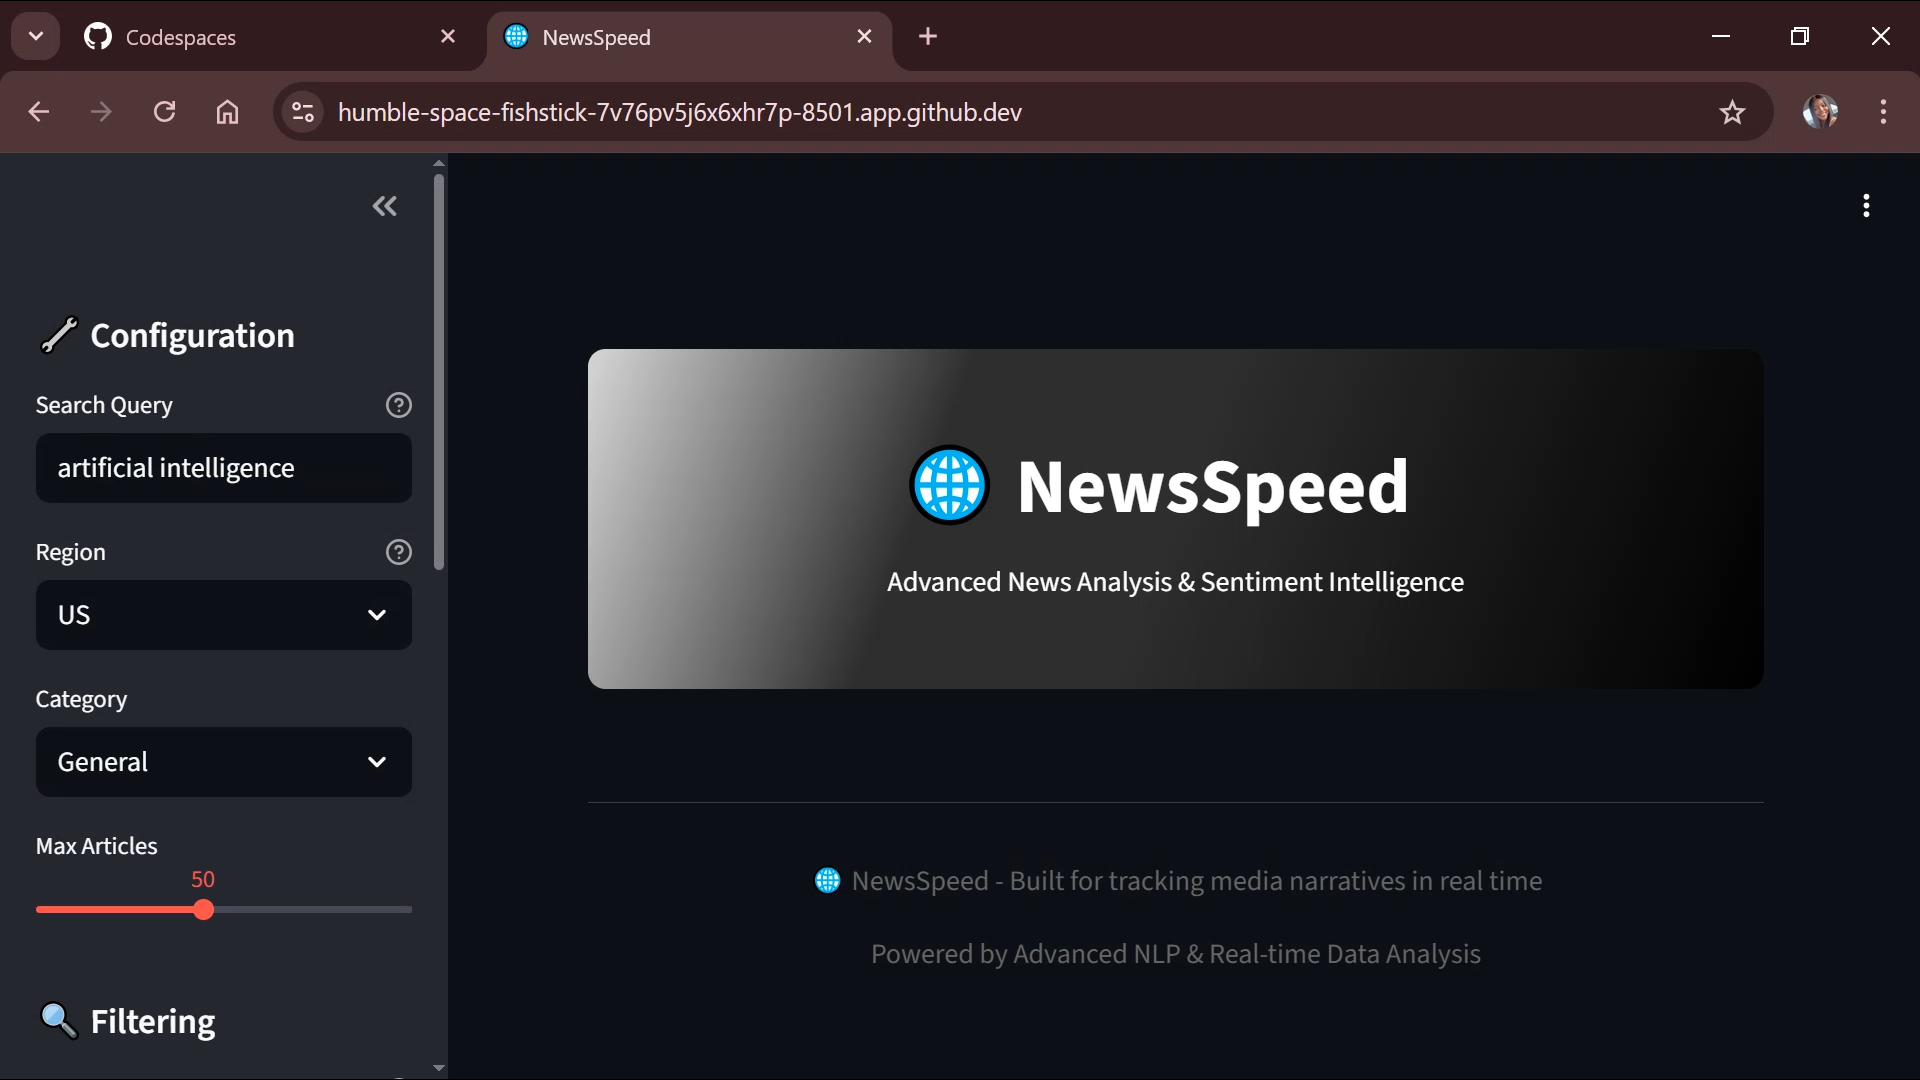 Codespaces
NewsSpeed
humble-space-fishstick-7v76pv5j6x6xhr7p-8501.app.github.dev
Configuration
Search Query
artificial intelligence
Region
US
Category
General
Max Articles
50
Filtering
NewsSpeed
Advanced News Analysis & Sentiment Intelligence
NewsSpeed - Built for tracking media narratives in real time
Powered by Advanced NLP & Real-time Data Analysis